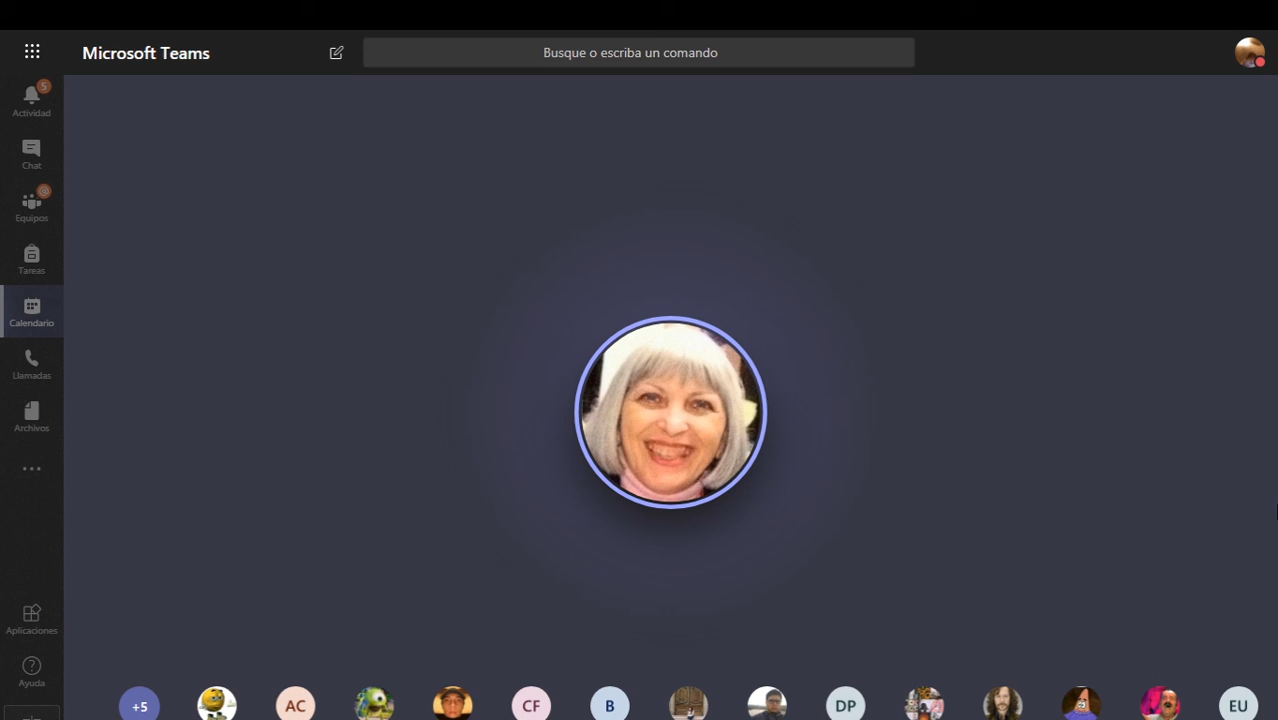 Microsoft Teams
Busque o escriba un comando
5
Actividad
Chat
@
Equipos
Tareas
Calendario
Llamadas
Archivos
Aplicaciones
Ayuda
+5
AC
CF
B
DP
EU